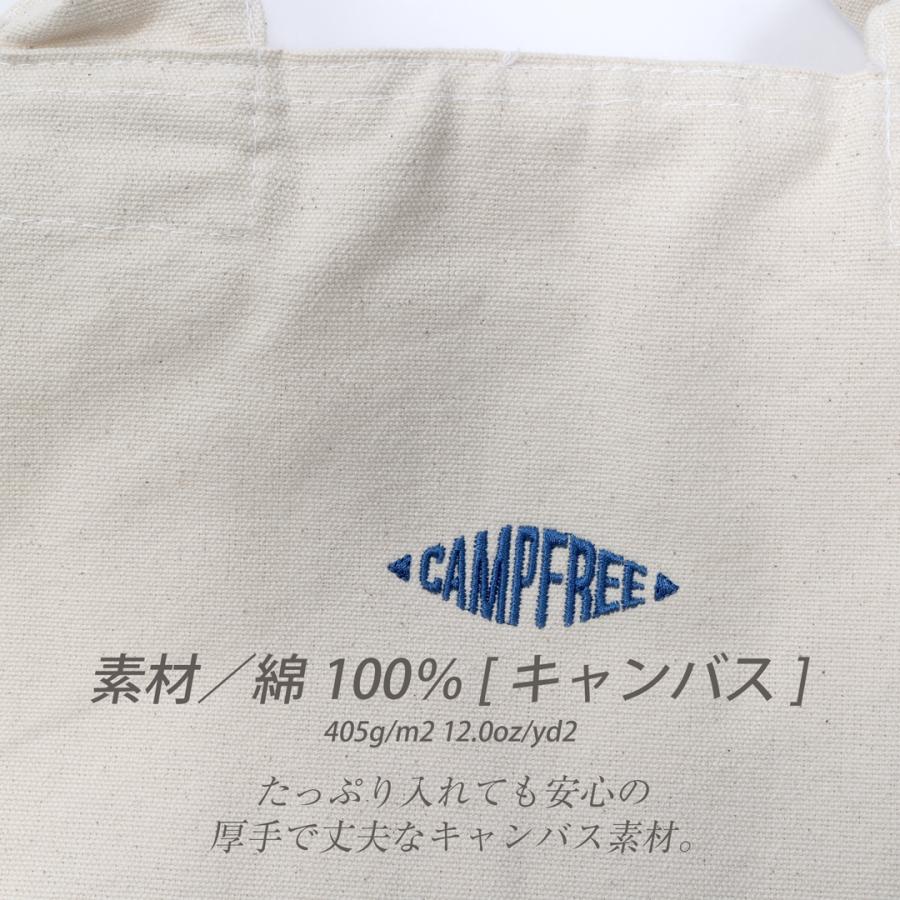 CAMPFREE
素材／綿 100% [ キャンバス ]
405g/m2 12.0oz/yd2
たっぷり入れても安心の
厚手で丈夫なキャンバス素材。